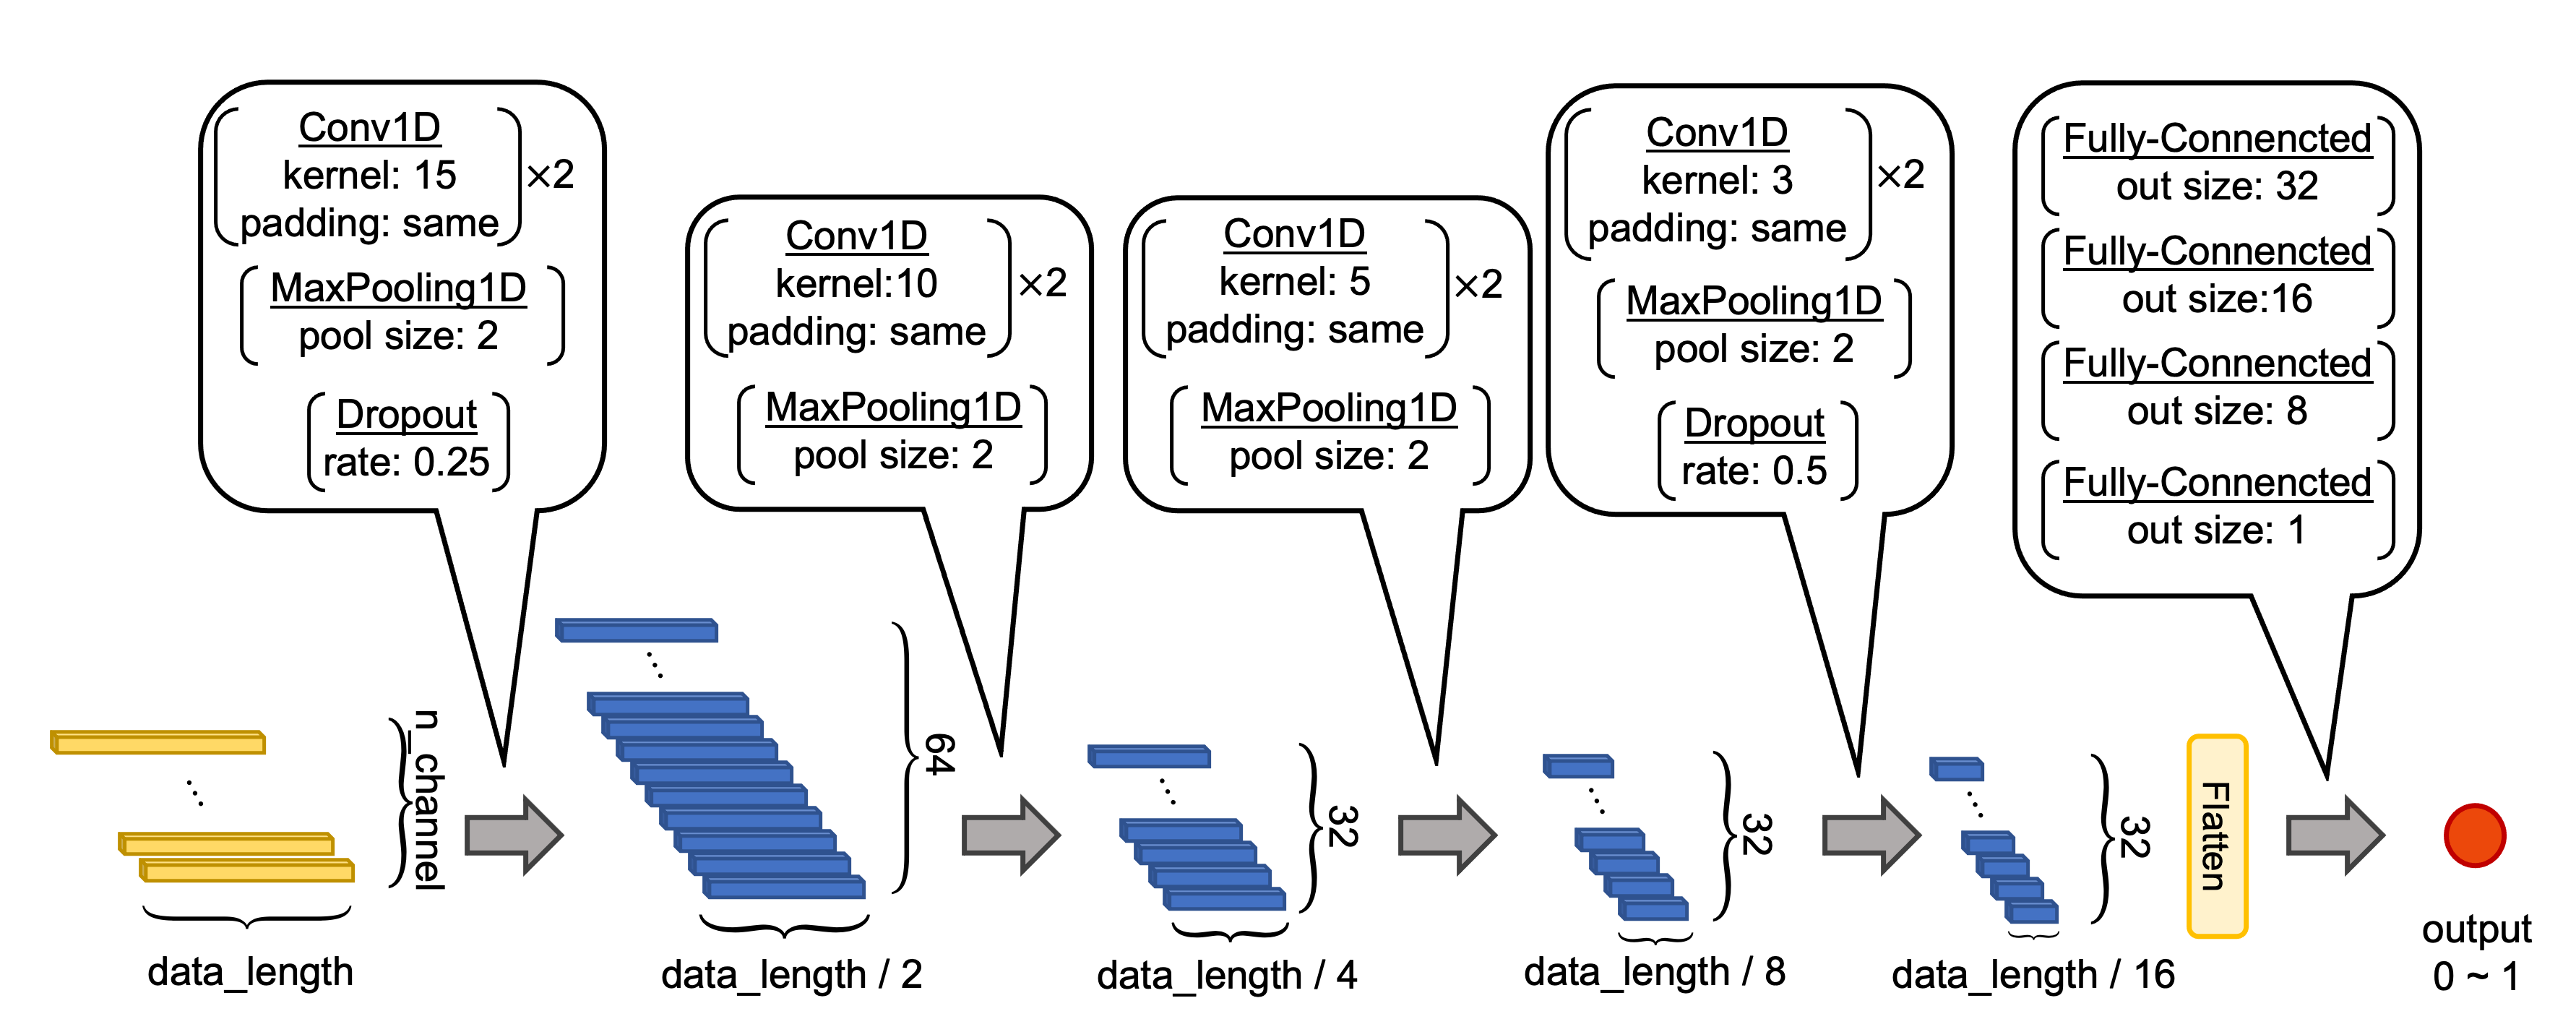 Conv1D
kernel: 15
padding: same
×2
MaxPooling1D
pool size: 2
Dropout
rate: 0.25
Conv1D
kernel:10
padding: same
×2
MaxPooling1D
pool size: 2
Conv1D
kernel: 5
padding: same
×2
MaxPooling1D
pool size: 2
Conv1D
kernel: 3
padding: same
×2
MaxPooling1D
pool size: 2
Dropout
rate: 0.5
Fully-Connencted
out size: 32
Fully-Connencted
out size:16
Fully-Connencted
out size: 8
Fully-Connencted
out size: 1
n_channel
data_length
64
data_length / 2
32
data_length / 4
32
data_length / 8
32
data_length / 16
Flatten
output
0 ~ 1